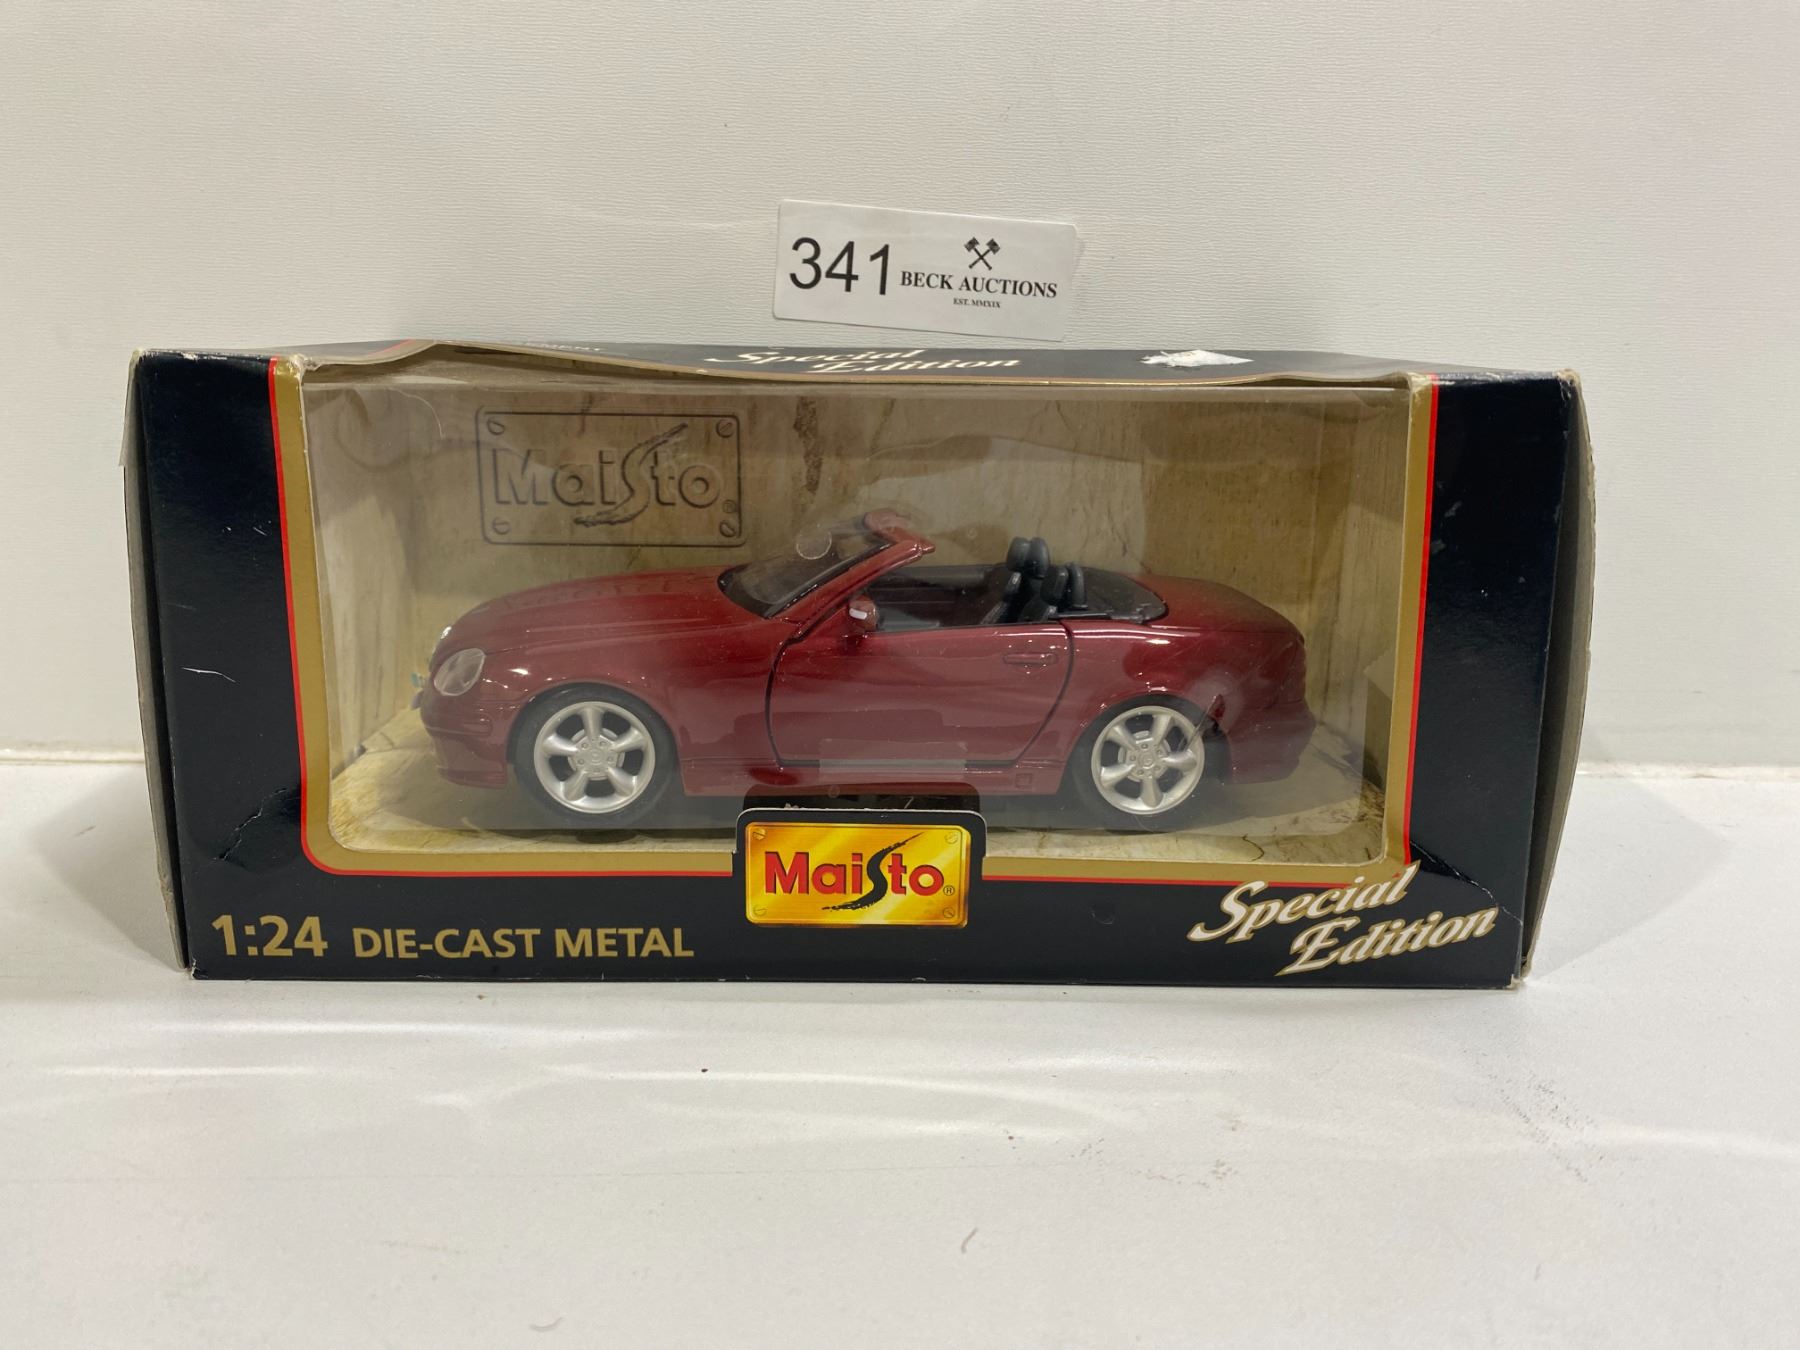 341
BECK AUCTIONS
EST. MMXIX
Special
Edition
Maisto®
Maisto®
1:24 DIE-CAST METAL
Special
Edition